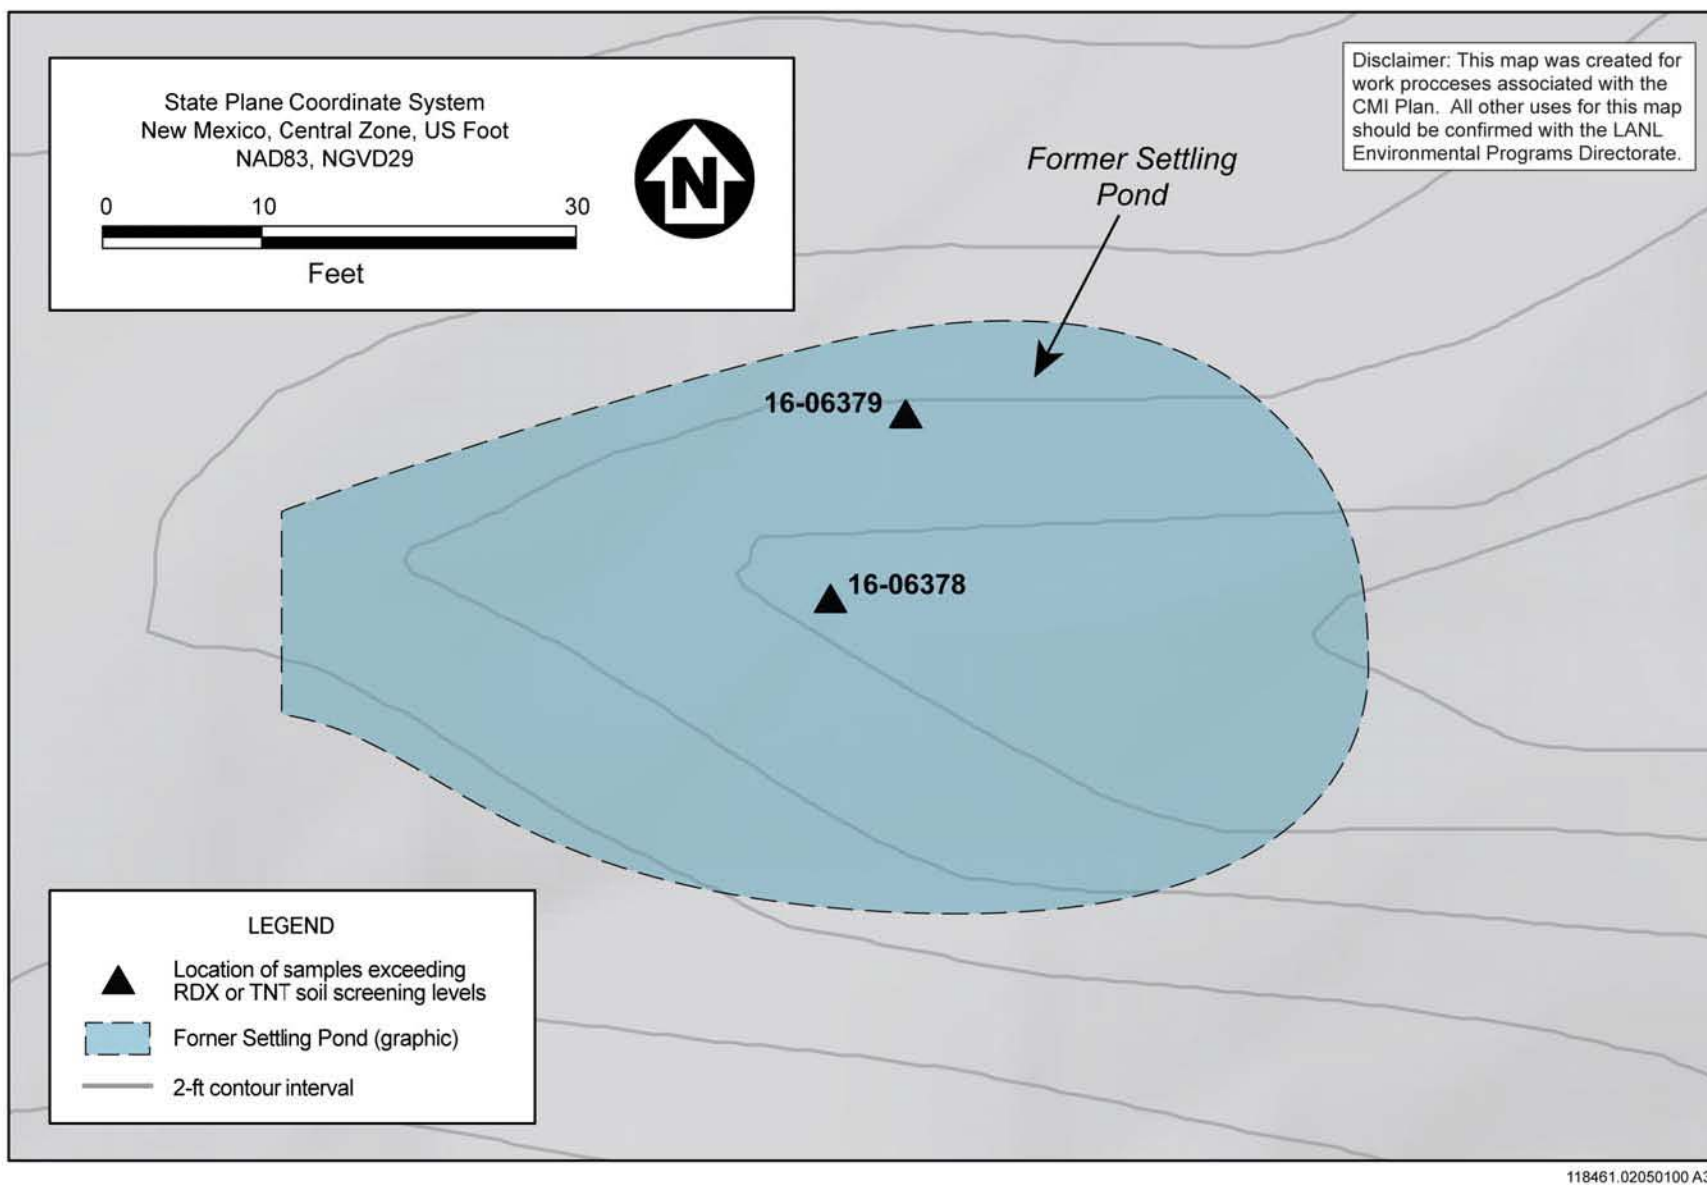 State Plane Coordinate System
New Mexico, Central Zone, US Foot
NAD83, NGVD29
0 10 30
Feet
N
Disclaimer: This map was created for
work procceses associated with the
CMI Plan. All other uses for this map
should be confirmed with the LANL
Environmental Programs Directorate.
Former Settling
Pond
16-06379
16-06378
LEGEND
Location of samples exceeding
RDX or TNT soil screening levels
Forner Settling Pond (graphic)
2-ft contour interval
118461.02050100 A3